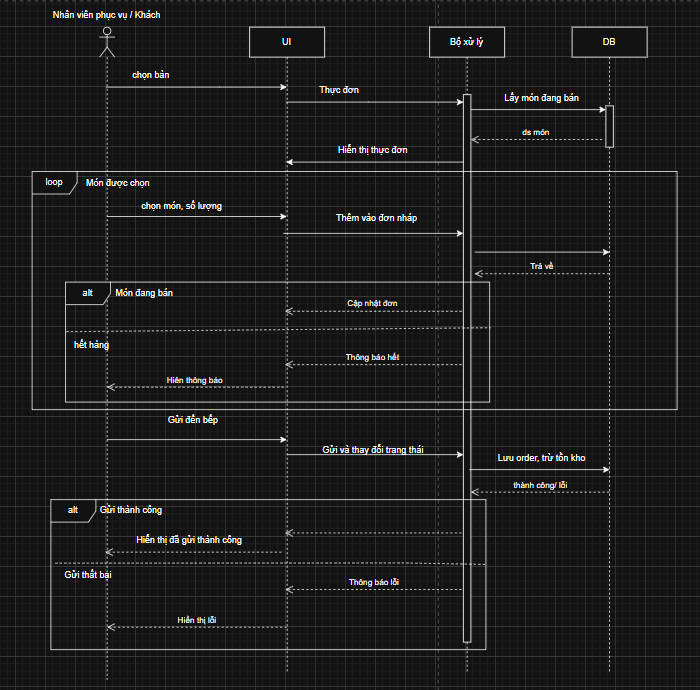 Nhân viên phục vụ / Khách
UI
Bộ xử lý
DB
chọn bàn
Thực đơn
Lấy món đang bán
ds món
Hiển thị thực đơn
loop
Món được chọn
chọn món, số lượng
Thêm vào đơn nháp
Trả về
alt
Món đang bán
Cập nhật đơn
hết hàng
Thông báo hết
Hiên thông báo
Gửi đến bếp
Gửi và thay đổi trạng thái
Lưu order, trừ tồn kho
thành công/ lỗi
alt
Gửi thành công
Hiển thị đã gửi thành công
Gửi thất bại
Thông báo lỗi
Hiển thị lỗi